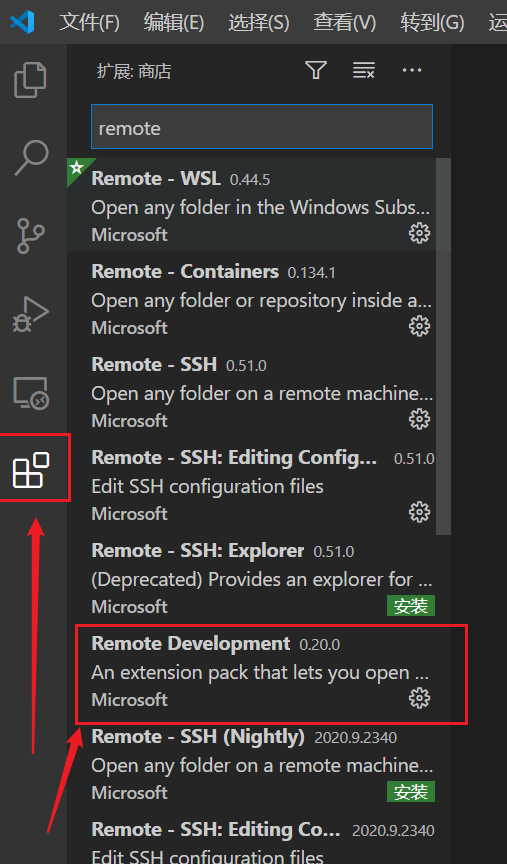 文件(F) 编辑(E) 选择(S) 查看(V) 转到(G) 运
扩展: 商店
remote
Remote - WSL 0.44.5
Open any folder in the Windows Subs...
Microsoft
Remote - Containers 0.134.1
Open any folder or repository inside a...
Microsoft
Remote - SSH 0.51.0
Open any folder on a remote machine...
Microsoft
Remote - SSH: Editing Config... 0.51.0
Edit SSH configuration files
Microsoft
Remote - SSH: Explorer 0.51.0
(Deprecated) Provides an explorer for ...
Microsoft 安装
Remote Development 0.20.0
An extension pack that lets you open ...
Microsoft
Remote - SSH (Nightly) 2020.9.2340
Open any folder on a remote machine...
Microsoft 安装
Remote - SSH: Editing Co... 2020.9.2340
Edit SSH configuration files